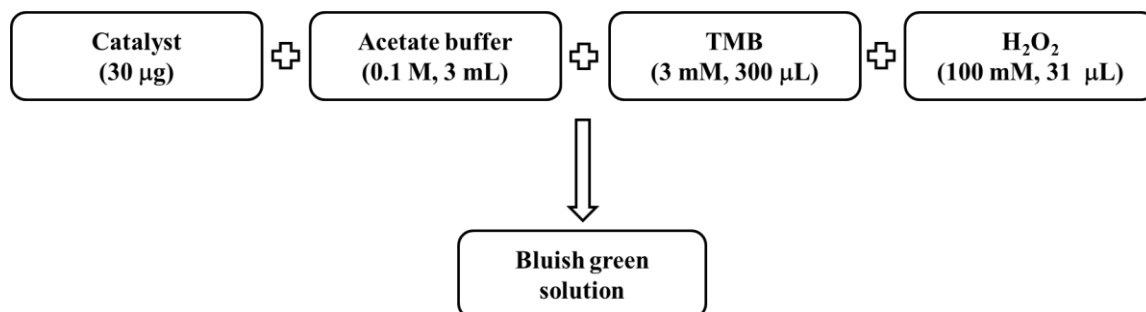 Catalyst
(30 μg)
Acetate buffer
(0.1 M, 3 mL)
TMB
(3 mM, 300 μL)
H₂O₂
(100 mM, 31 μL)
Bluish green
solution